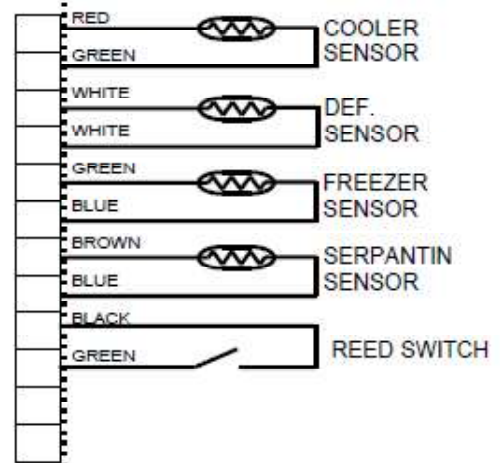 RED
COOLER
GREEN
SENSOR
WHITE
DEF.
WHITE
SENSOR
GREEN
FREEZER
BLUE
SENSOR
BROWN
SERPANTIN
BLUE
SENSOR
BLACK
GREEN
REED SWITCH